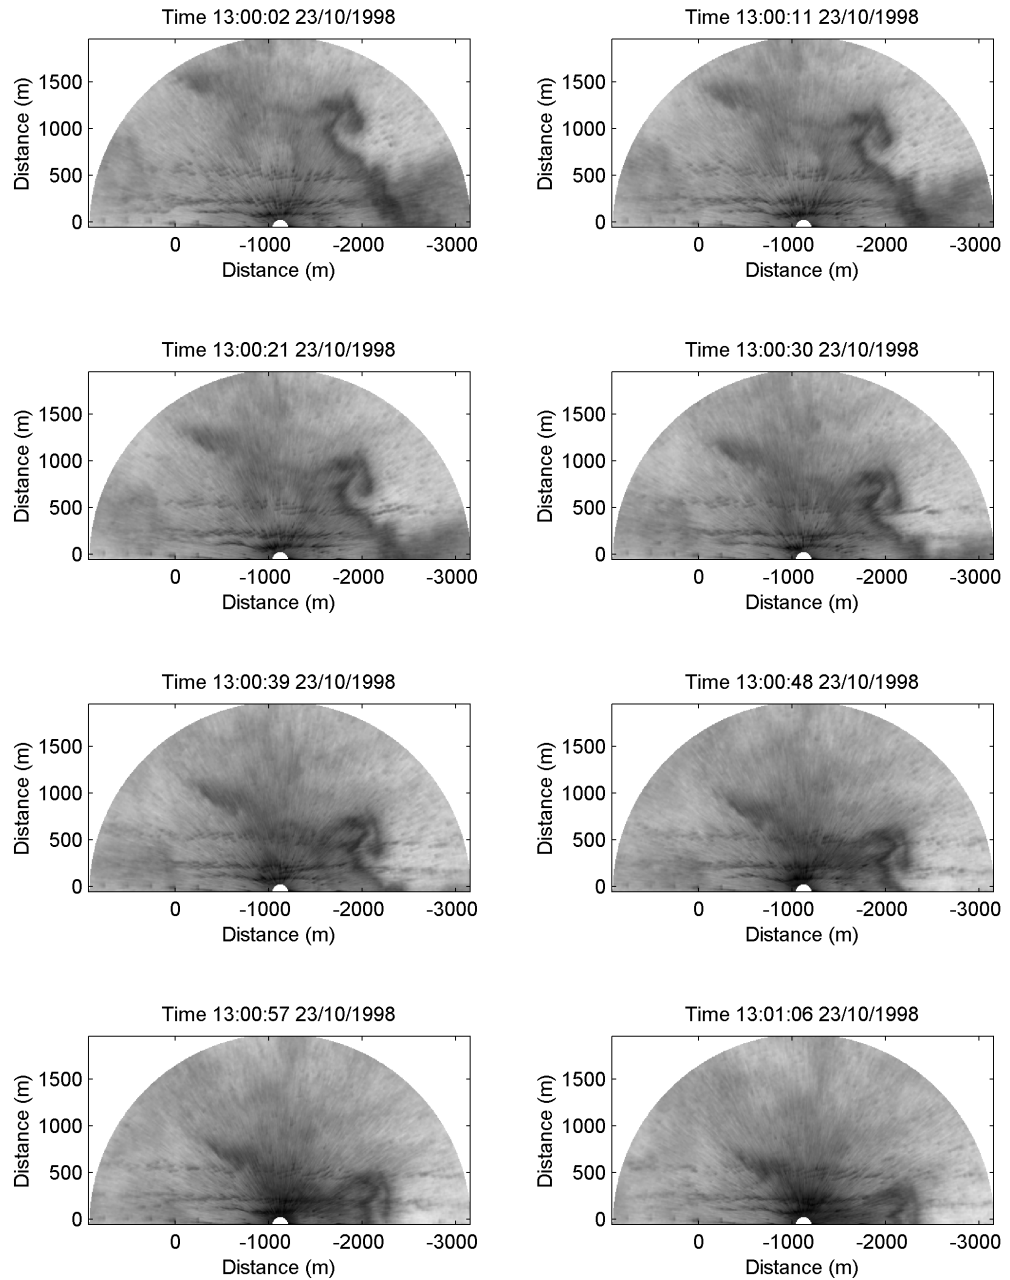 Time 13:00:02 23/10/1998
Time 13:00:11 23/10/1998
1500
1000
500
0
Distance (m)
0 -1000 -2000 -3000
Distance (m)
1500
1000
500
0
Distance (m)
0 -1000 -2000 -3000
Distance (m)
Time 13:00:21 23/10/1998
Time 13:00:30 23/10/1998
1500
1000
500
0
Distance (m)
0 -1000 -2000 -3000
Distance (m)
1500
1000
500
0
Distance (m)
0 -1000 -2000 -3000
Distance (m)
Time 13:00:39 23/10/1998
Time 13:00:48 23/10/1998
1500
1000
500
0
Distance (m)
0 -1000 -2000 -3000
Distance (m)
1500
1000
500
0
Distance (m)
0 -1000 -2000 -3000
Distance (m)
Time 13:00:57 23/10/1998
Time 13:01:06 23/10/1998
1500
1000
500
0
Distance (m)
0 -1000 -2000 -3000
Distance (m)
1500
1000
500
0
Distance (m)
0 -1000 -2000 -3000
Distance (m)